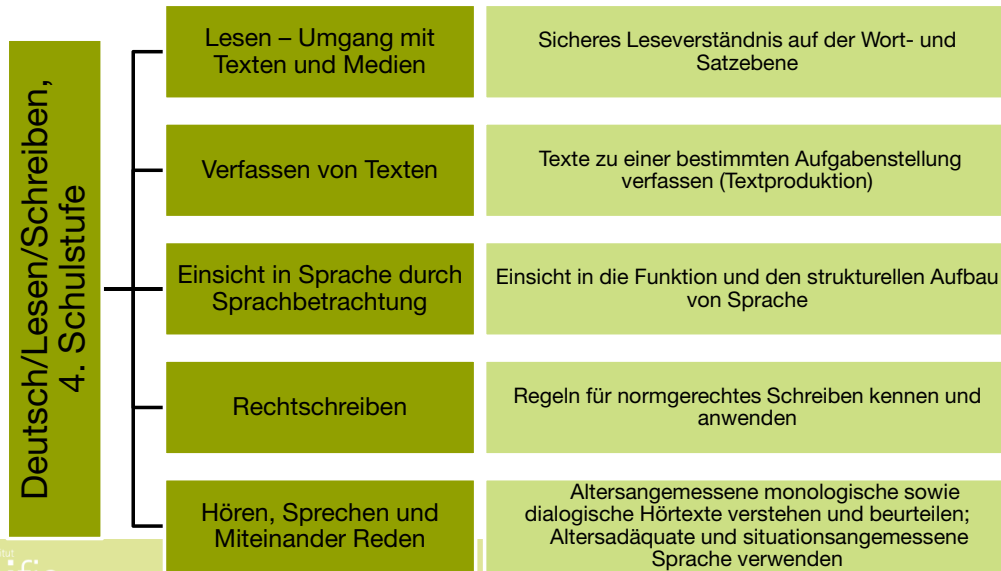 Deutsch/Lesen/Schreiben,
4. Schulstufe
Lesen – Umgang mit
Texten und Medien
Sicheres Leseverständnis auf der Wort- und
Satzebene
Verfassen von Texten
Texte zu einer bestimmten Aufgabenstellung
verfassen (Textproduktion)
Einsicht in Sprache durch
Sprachbetrachtung
Einsicht in die Funktion und den strukturellen Aufbau
von Sprache
Rechtschreiben
Regeln für normgerechtes Schreiben kennen und
anwenden
Hören, Sprechen und
Miteinander Reden
Altersangemessene monologische sowie
dialogische Hörtexte verstehen und beurteilen;
Altersadäquate und situationsangemessene
Sprache verwenden